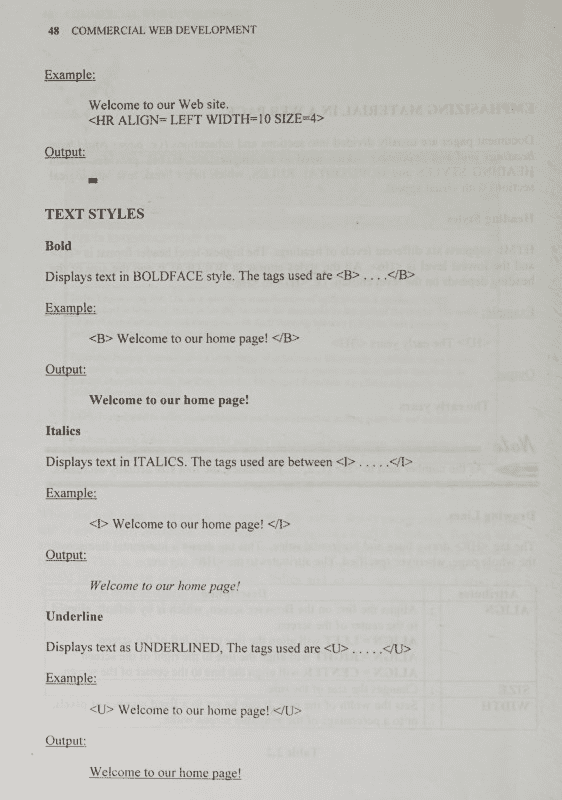 48 COMMERCIAL WEB DEVELOPMENT
Example:
Welcome to our Web site.
<HR ALIGN= LEFT WIDTH=10 SIZE=4>
Output:
TEXT STYLES
Bold
Displays text in BOLDFACE style. The tags used are <B> . . . .</B>
Example:
<B> Welcome to our home page! </B>
Output:
Welcome to our home page!
Italics
Displays text in ITALICS. The tags used are between <I> . . . . .</I>
Example:
<I> Welcome to our home page! </I>
Output:
Welcome to our home page!
Underline
Displays text as UNDERLINED, The tags used are <U> . . . . .</U>
Example:
<U> Welcome to our home page! </U>
Output:
Welcome to our home page!